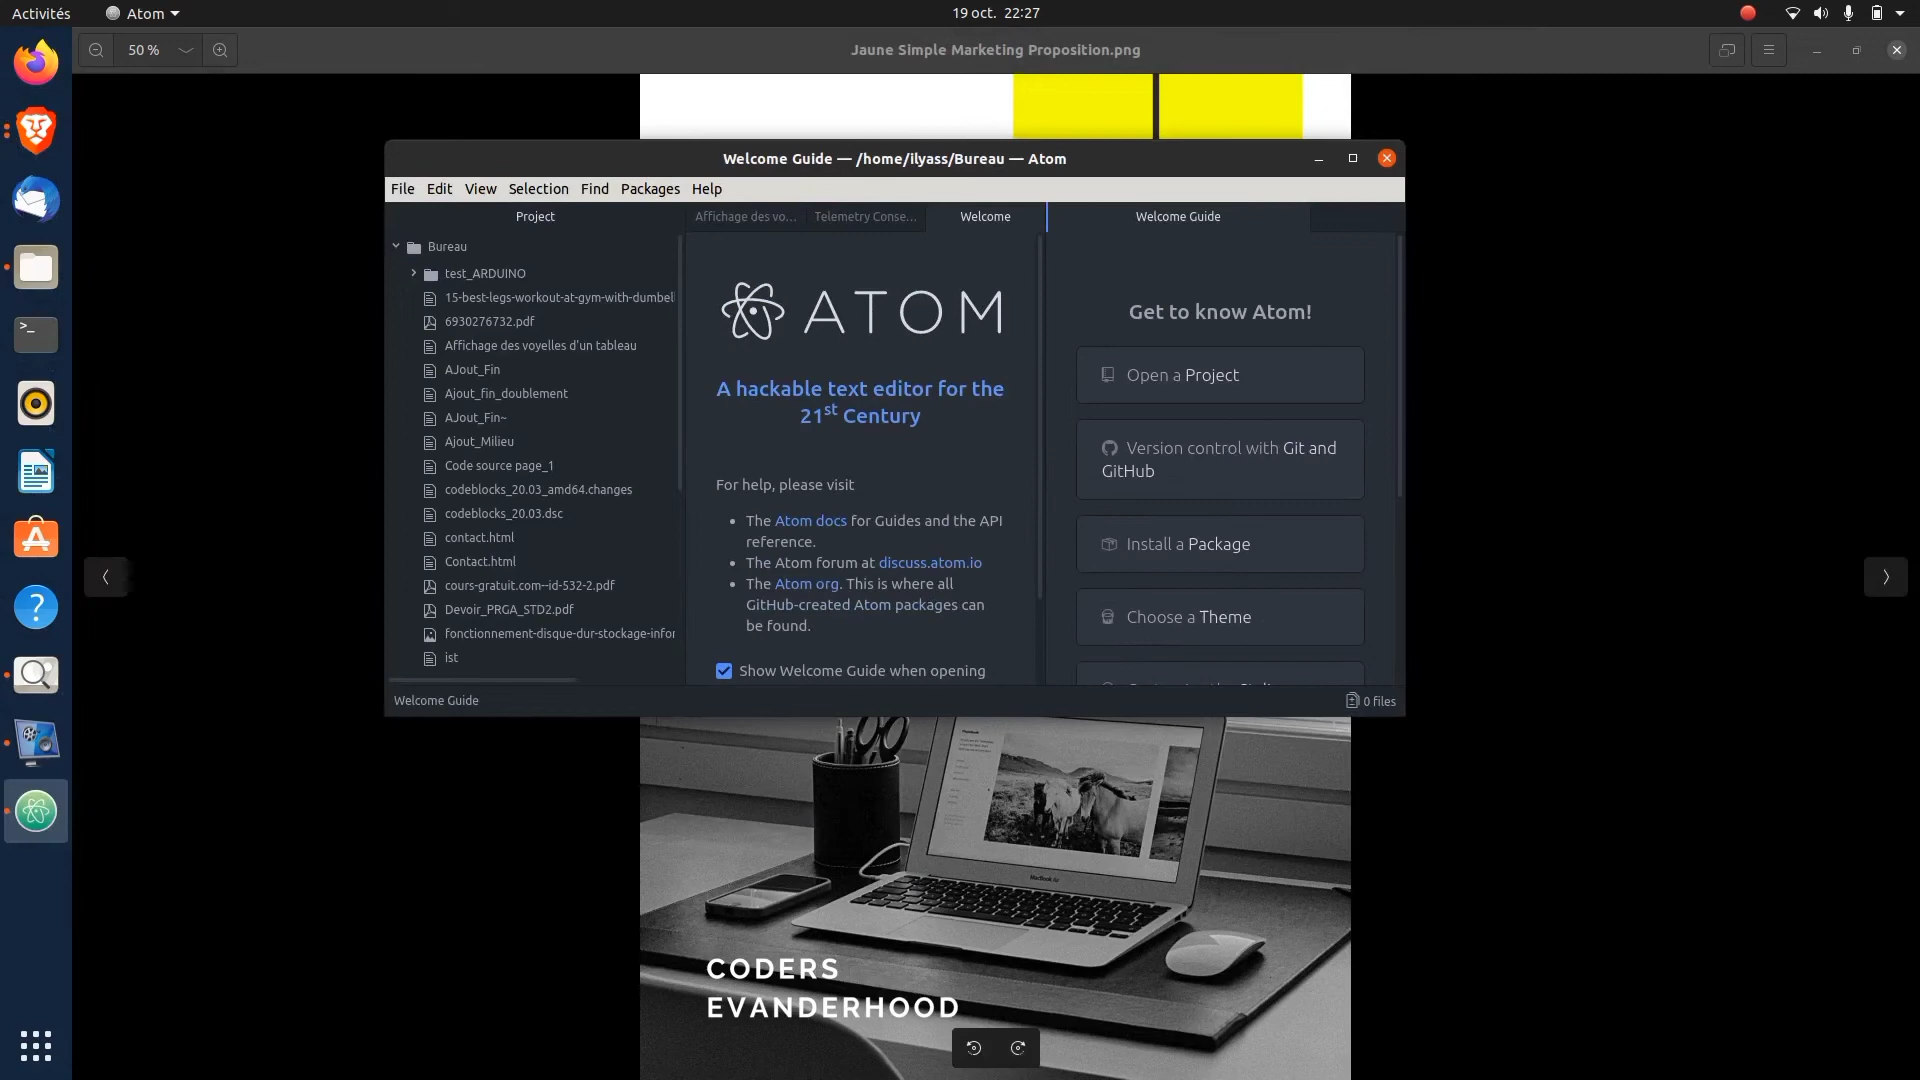 Activités
Atom
19 oct. 22:27
50 %
Jaune Simple Marketing Proposition.png
Welcome Guide — /home/ilyass/Bureau — Atom
File Edit View Selection Find Packages Help
Project
Affichage des vo...
Telemetry Conse...
Welcome
Welcome Guide
Bureau
test_ARDUINO
15-best-legs-workout-at-gym-with-dumbel
6930276732.pdf
Affichage des voyelles d'un tableau
AJout_Fin
Ajout_fin_doublement
AJout_Fin~
Ajout_Milieu
Code source page_1
codeblocks_20.03_amd64.changes
codeblocks_20.03.dsc
contact.html
Contact.html
cours-gratuit.com--id-532-2.pdf
Devoir_PRGA_STD2.pdf
fonctionnement-disque-dur-stockage-infor
ist
ATOM
A hackable text editor for the
21st Century
For help, please visit
• The Atom docs for Guides and the API
reference.
• The Atom forum at discuss.atom.io
• The Atom org. This is where all
GitHub-created Atom packages can
be found.
Show Welcome Guide when opening
Get to know Atom!
Open a Project
Version control with Git and
GitHub
Install a Package
Choose a Theme
Welcome Guide
0 files
MacBook Air
CODERS
EVANDERHOOD